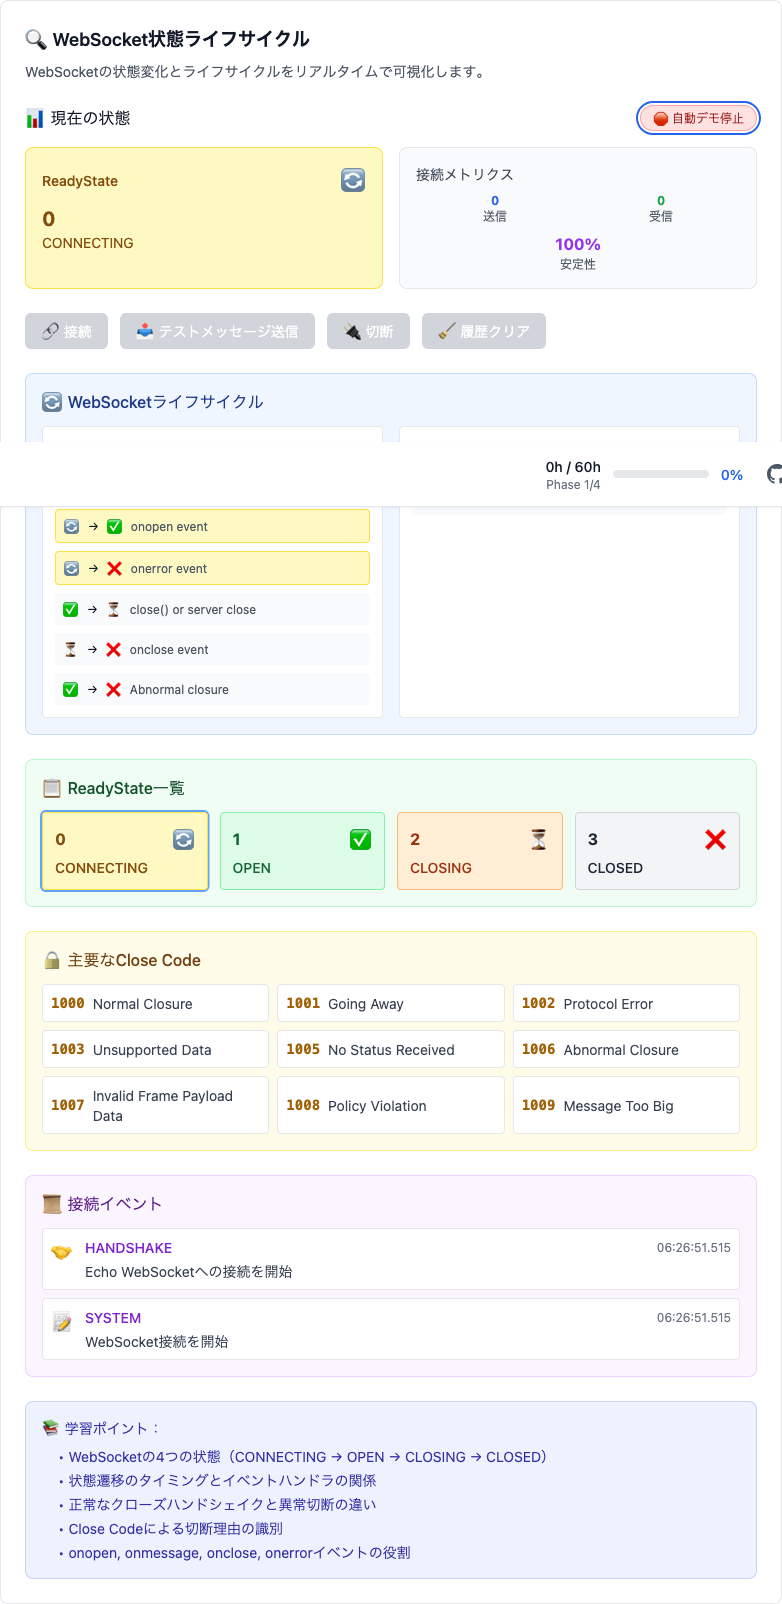 WebSocket状態ライフサイクル
WebSocketの状態変化とライフサイクルをリアルタイムで可視化します。
現在の状態
自動デモ停止
ReadyState
0
CONNECTING
接続メトリクス
0
送信
0
受信
100%
安定性
接続
テストメッセージ送信
切断
履歴クリア
WebSocketライフサイクル
0h / 60h
Phase 1/4
0%
→ onopen event
→ onerror event
→ close() or server close
→ onclose event
→ Abnormal closure
ReadyState一覧
0
CONNECTING
1
OPEN
2
CLOSING
3
CLOSED
主要なClose Code
1000 Normal Closure
1001 Going Away
1002 Protocol Error
1003 Unsupported Data
1005 No Status Received
1006 Abnormal Closure
1007 Invalid Frame Payload
Data
1008 Policy Violation
1009 Message Too Big
接続イベント
HANDSHAKE
06:26:51.515
Echo WebSocketへの接続を開始
SYSTEM
06:26:51.515
WebSocket接続を開始
学習ポイント：
• WebSocketの4つの状態（CONNECTING → OPEN → CLOSING → CLOSED）
• 状態遷移のタイミングとイベントハンドラの関係
• 正常なクローズハンドシェイクと異常切断の違い
• Close Codeによる切断理由の識別
• onopen, onmessage, onclose, onerrorイベントの役割